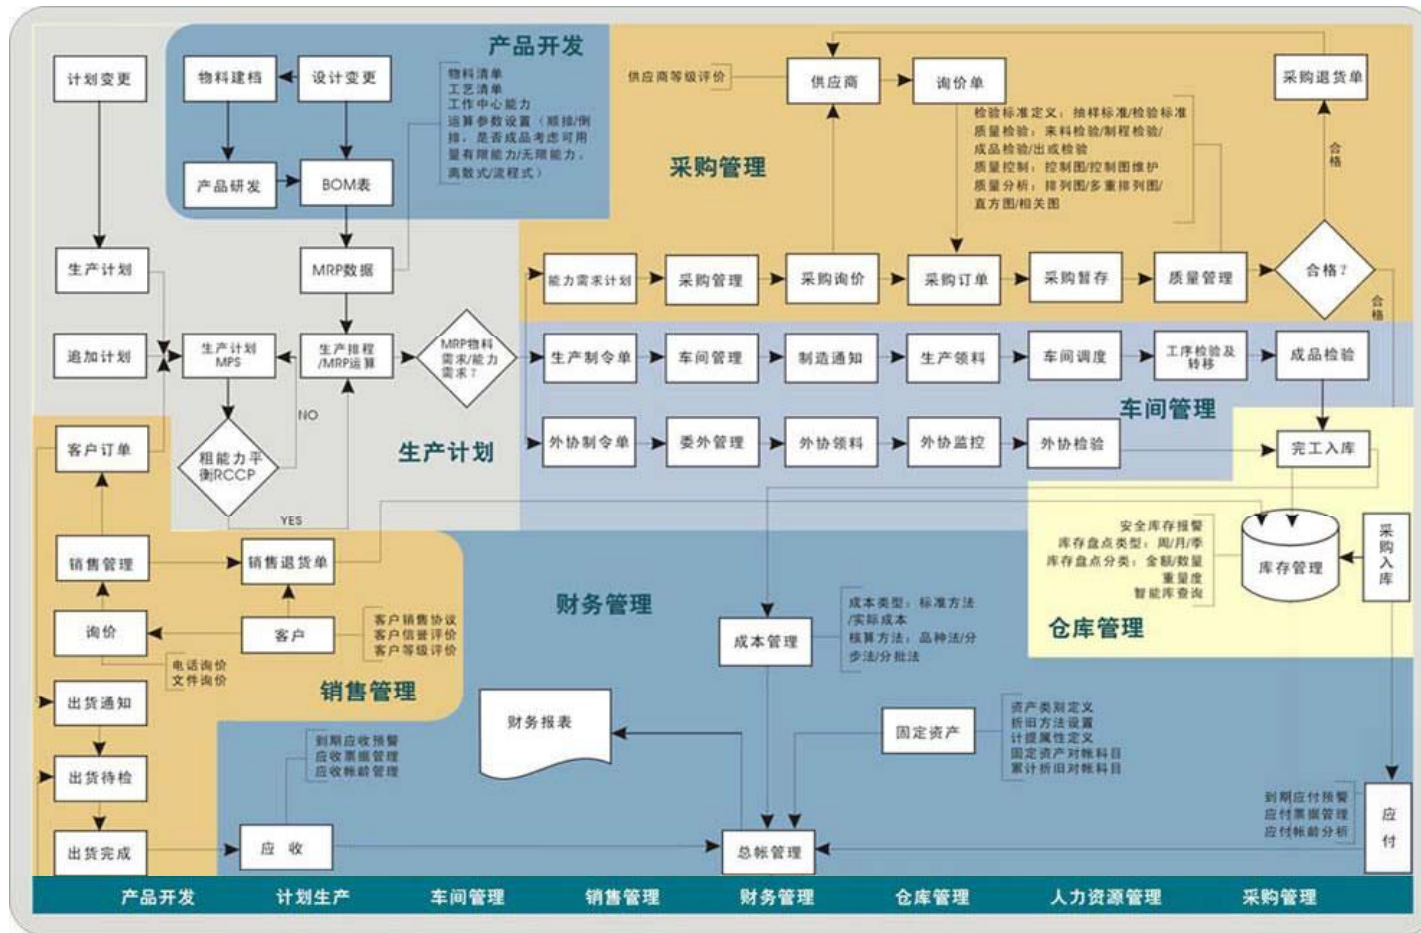 产品开发
计划变更
物料建档
设计变更
物料清单
工艺清单
工作中心能力
运算参数设置（顺排/倒
排，是否成品考虑可用
量有限能力/无限能力，
离散式/流程式）
产品研发
BOM表
供应商等级评价
供应商
询价单
采购退货单
检验标准定义：抽样标准/检验标准
质量检验：来料检验/制程检验/
成品检验/出或检验
质量控制：控制图/控制图维护
质量分析：排列图/多重排列图/
直方图/相关图
合格
采购管理
生产计划
MRP数据
能力需求计划
采购管理
采购询价
采购订单
采购暂存
质量管理
合格？
合格
追加计划
生产计划
MPS
生产排程
/MRP运算
MRP物料
需求/能力
需求？
生产制令单
车间管理
制造通知
生产领料
车间调度
工序检验及
转移
成品检验
NO
车间管理
客户订单
粗能力平
衡RCCP
生产计划
外协制令单
委外管理
外协领料
外协监控
外协检验
完工入库
YES
销售管理
销售退货单
安全库存报警
库存盘点类型：周/月/季
库存盘点分类：金额/数量
重量度
智能库查询
库存管理
采购入库
询价
客户
客户销售协议
客户信誉评价
客户等级评价
财务管理
成本管理
成本类型：标准方法
/实际成本
核算方法：品种法/分
步法/分批法
仓库管理
电话询价
文件询价
销售管理
出货通知
财务报表
固定资产
资产类别定义
折旧方法设置
计提属性定义
固定资产对帐科目
累计折旧对帐科目
到期应收预警
应收票据管理
应收帐龄管理
出货待检
到期应付预警
应付票据管理
应付帐龄分析
应付
出货完成
应收
总帐管理
产品开发
计划生产
车间管理
销售管理
财务管理
仓库管理
人力资源管理
采购管理